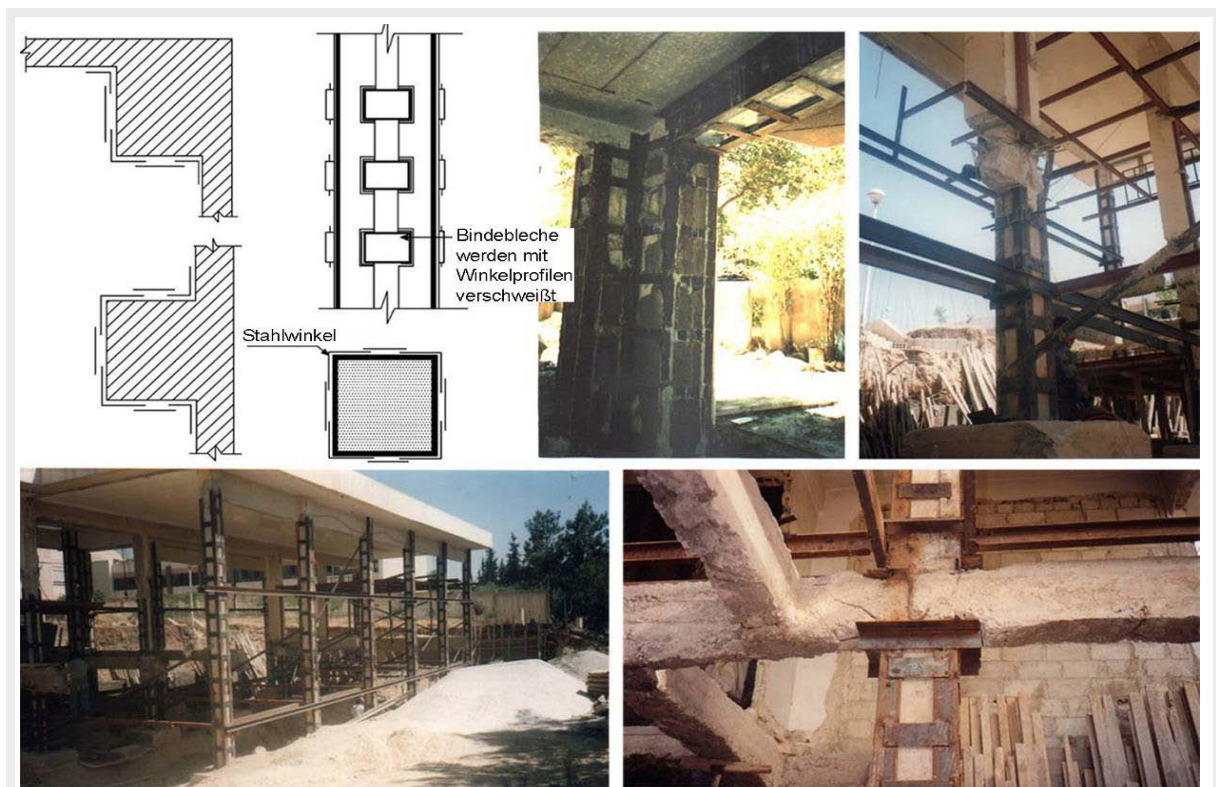 Bindebleche
werden mit
Winkelprofilen
verschweißt
Stahlwinkel